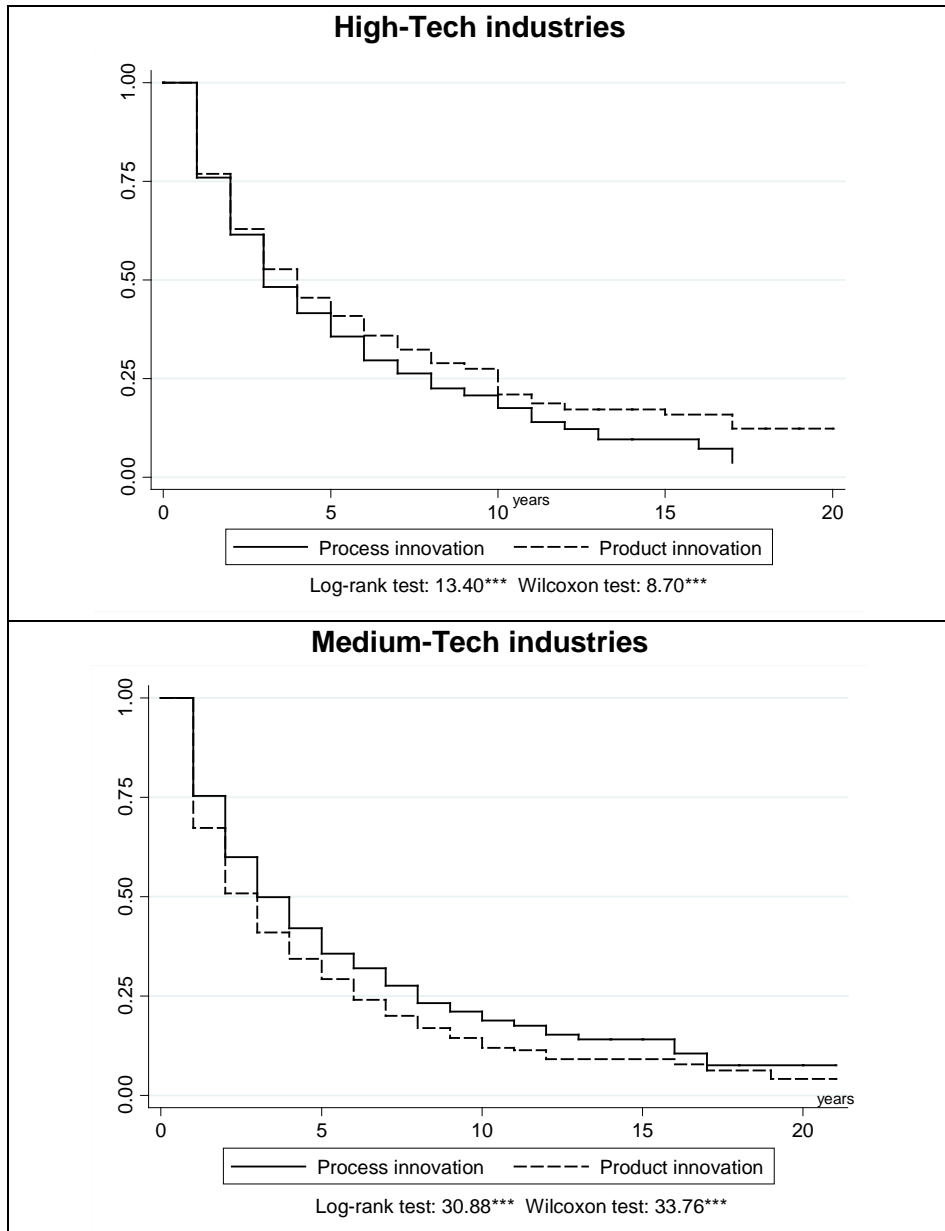 High-Tech industries
1.00
0.75
0.50
0.25
0.00
0 5 10 15 20
years
Process innovation Product innovation
Log-rank test: 13.40*** Wilcoxon test: 8.70***
Medium-Tech industries
1.00
0.75
0.50
0.25
0.00
years
0 5 10 15 20
Process innovation Product innovation
Log-rank test: 30.88*** Wilcoxon test: 33.76***